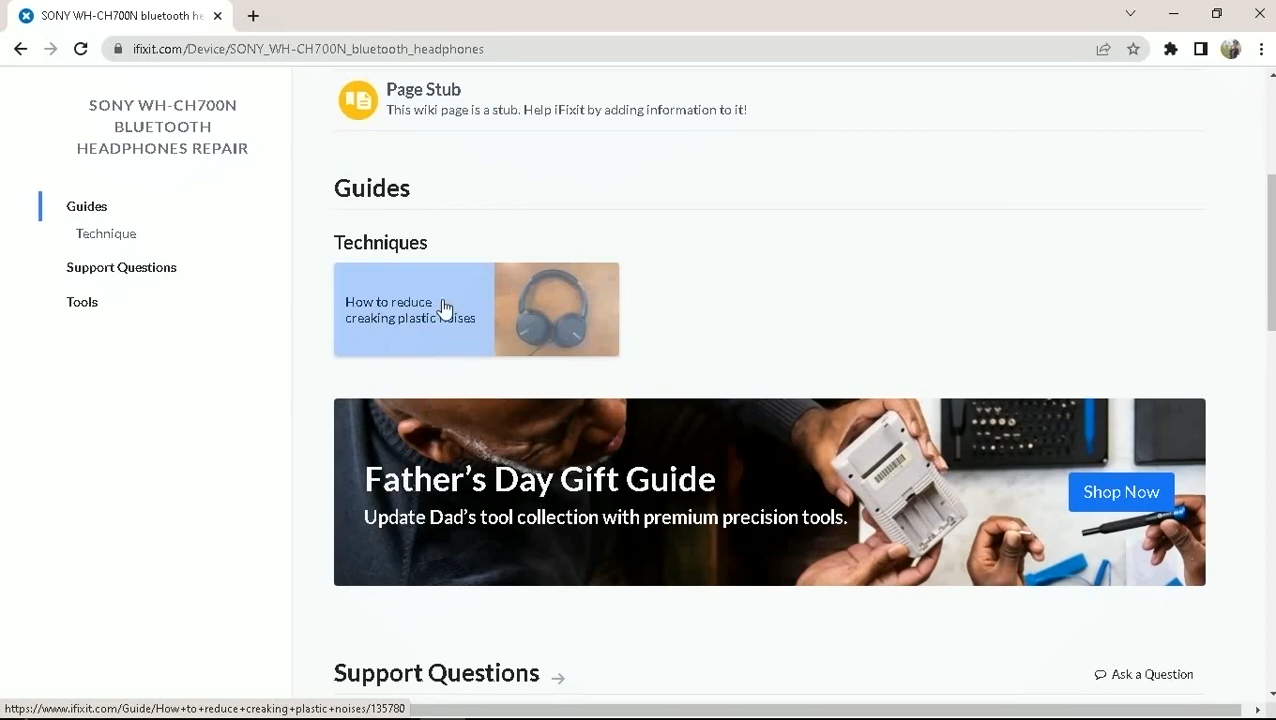 SONY WH-CH700N bluetooth he
ifixit.com/Device/SONY_WH-CH700N_bluetooth_headphones
SONY WH-CH700N
BLUETOOTH
HEADPHONES REPAIR
Guides
Technique
Support Questions
Tools
Page Stub
This wiki page is a stub. Help iFixit by adding information to it!
Guides
Techniques
How to reduce
creaking plastic noises
Father's Day Gift Guide
Update Dad's tool collection with premium precision tools.
Shop Now
Support Questions
Ask a Question
https://www.ifixit.com/Guide/How+to+reduce+creaking+plastic+noises/135780